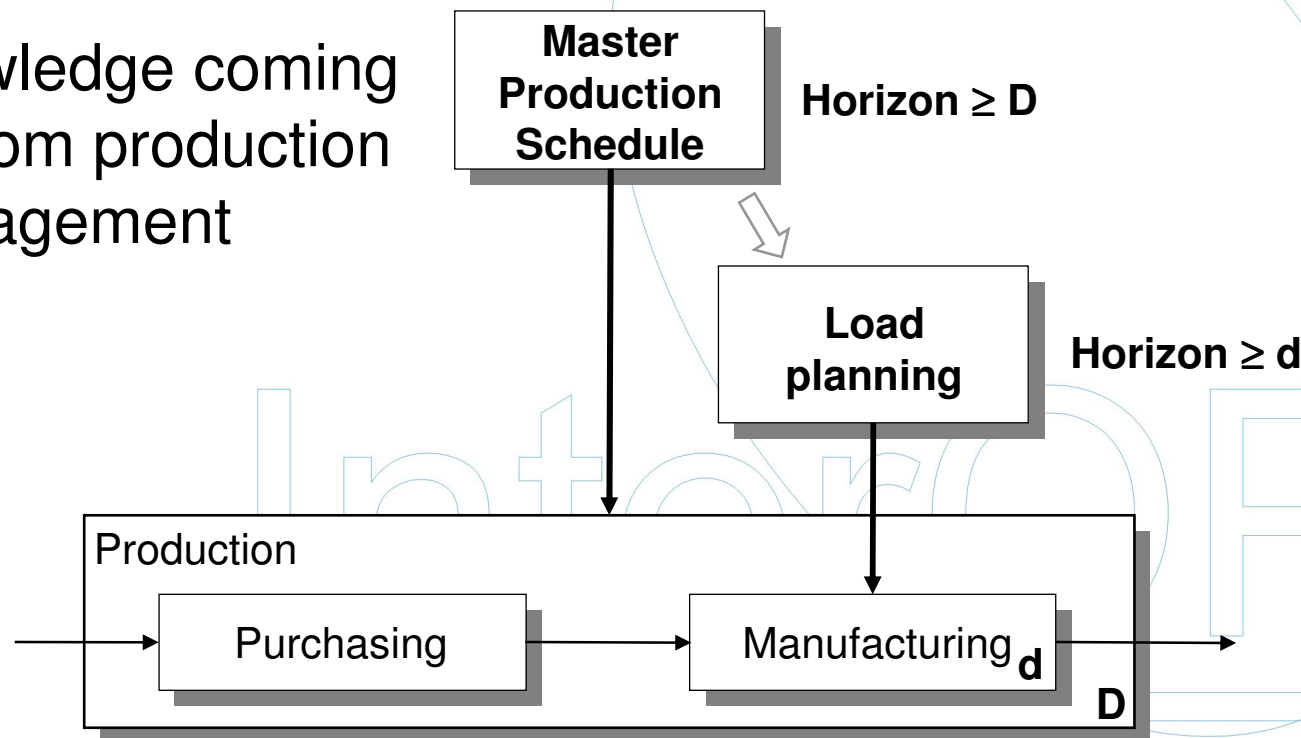 wledge coming
om production
agement
Master
Production
Schedule
Horizon ≥ D
Load
planning
Horizon ≥ d
Production
Purchasing
Manufacturing
d
D